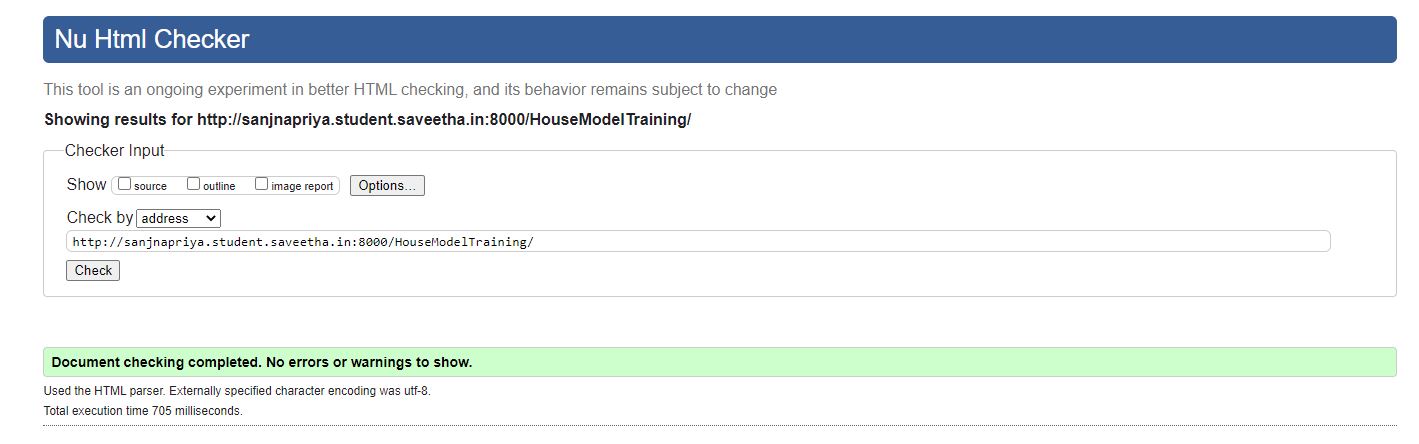 Nu Html Checker
This tool is an ongoing experiment in better HTML checking, and its behavior remains subject to change
Showing results for http://sanjnapriya.student.saveetha.in:8000/HouseModelTraining/
Checker Input
Show source outline image report Options...
Check by address
http://sanjnapriya.student.saveetha.in:8000/HouseModelTraining/
Check
Document checking completed. No errors or warnings to show.
Used the HTML parser. Externally specified character encoding was utf-8.
Total execution time 705 milliseconds.